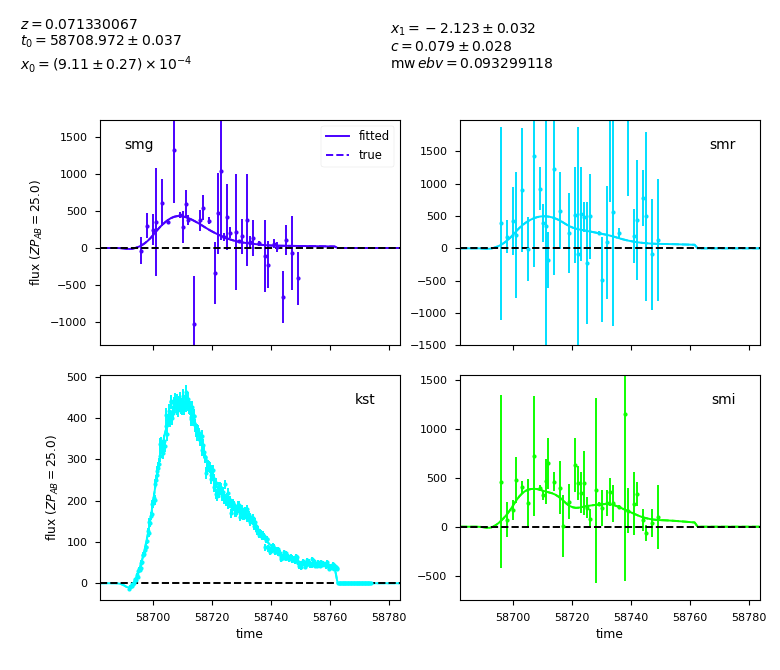 z = 0.071330067
t₀ = 58708.972 ± 0.037
x₀ = (9.11 ± 0.27) × 10⁻⁴
x₁ = −2.123 ± 0.032
c = 0.079 ± 0.028
mw ebv = 0.093299118
smg
fitted
true
1500
1000
500
0
−500
−1000
flux (ZP_AB = 25.0)
smr
1500
1000
500
0
−500
−1000
−1500
kst
500
400
300
200
100
0
flux (ZP_AB = 25.0)
58700 58720 58740 58760 58780
time
smi
1500
1000
500
0
−500
58700 58720 58740 58760 58780
time